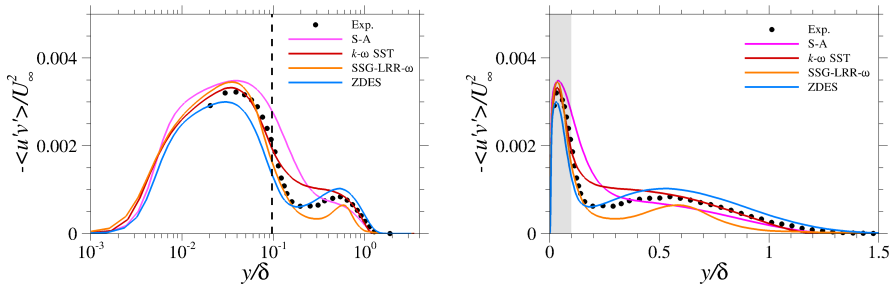 -<u'v'>/U²∞
0.004
0.002
0
10⁻³
10⁻²
10⁻¹
10⁰
y/δ
Exp.
S-A
k-ω SST
SSG-LRR-ω
ZDES
-<u'v'>/U²∞
0.004
0.002
0
0
0.5
1
1.5
y/δ
Exp.
S-A
k-ω SST
SSG-LRR-ω
ZDES